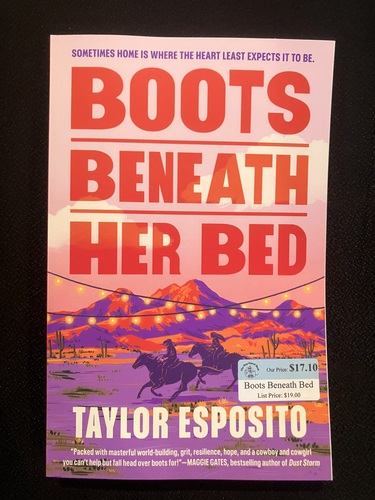 SOMETIMES HOME IS WHERE THE HEART LEAST EXPECTS IT TO BE.
BOOTS
BENEATH
HER BED
Our Price $17.10
Boots Beneath Bed
List Price: $19.00
TAYLOR ESPOSITO
"Packed with masterful world-building, grit, resilience, hope, and a cowboy and cowgirl
you can't help but fall head over boots for!"—MAGGIE GATES, bestselling author of Dust Storm